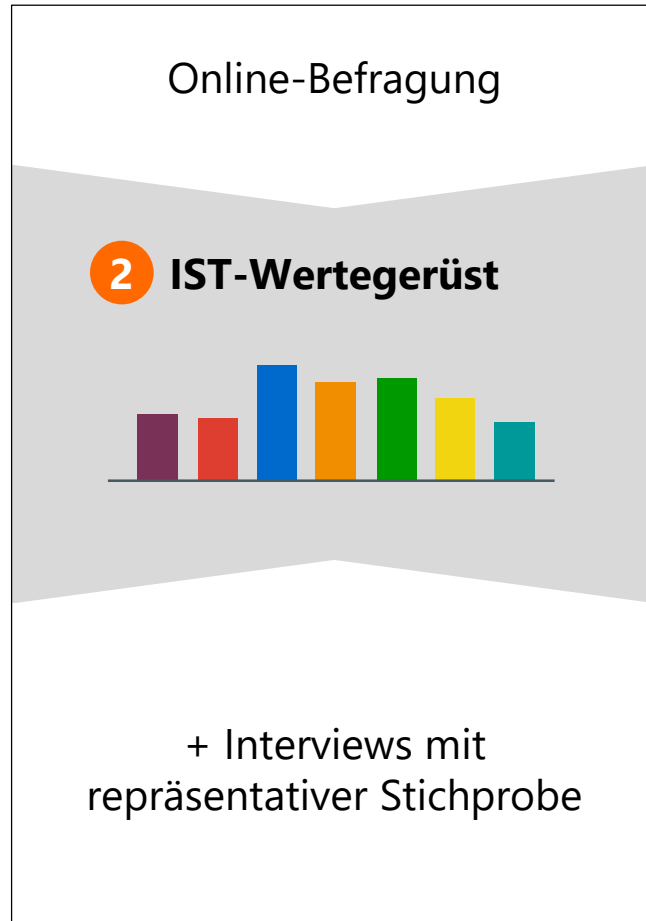 Online-Befragung
2 IST-Wertegerüst
+ Interviews mit
repräsentativer Stichprobe